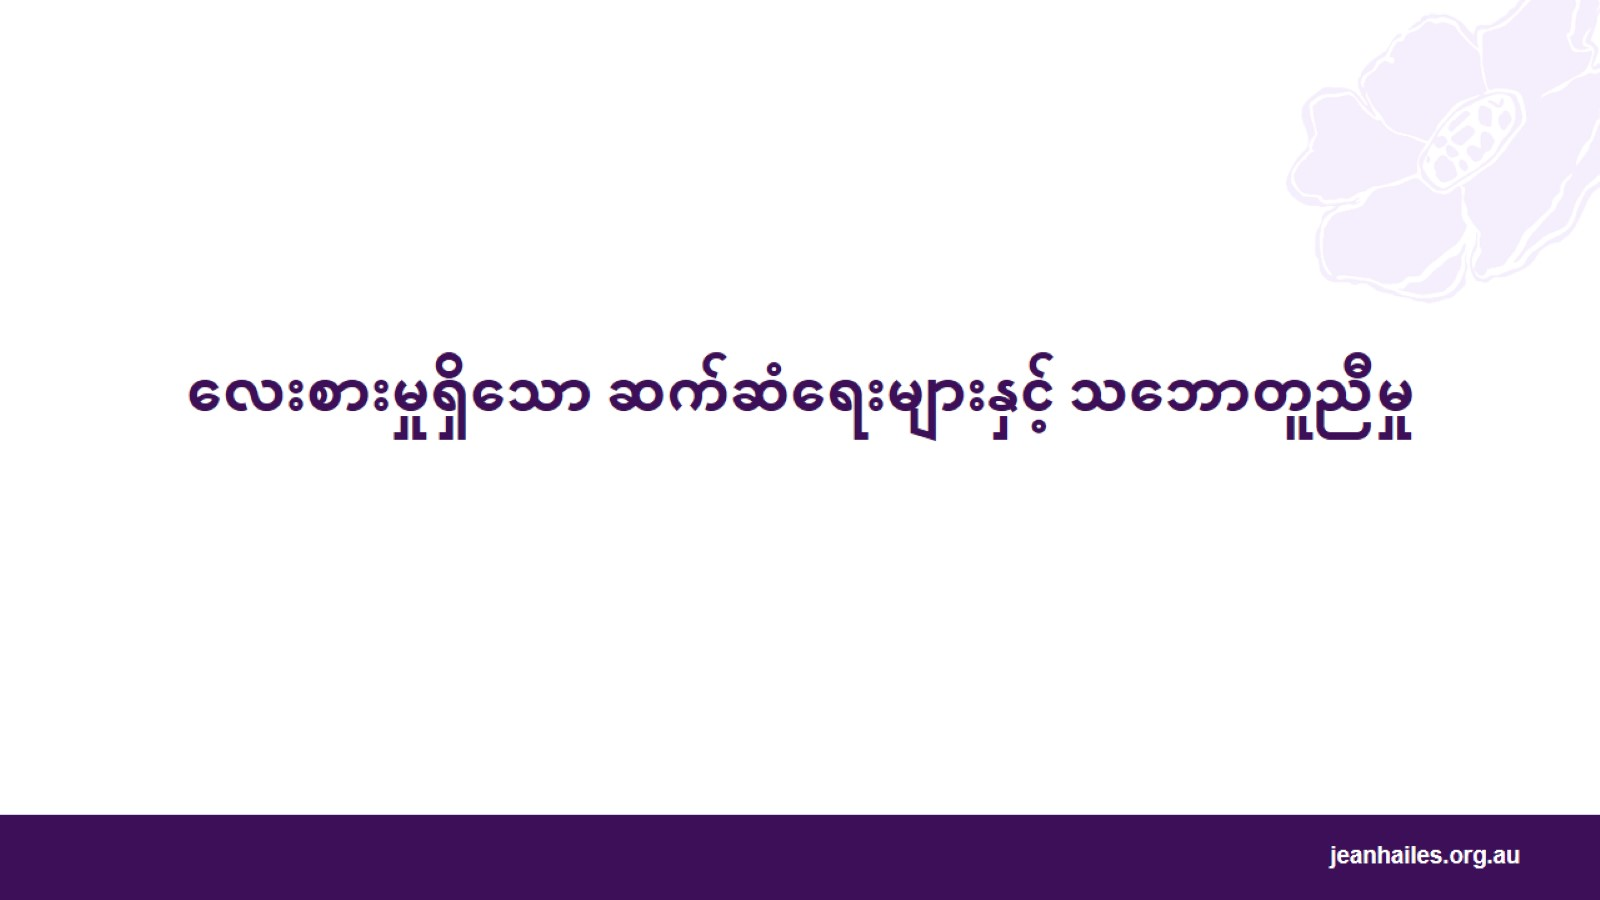 လေးစားမှုရှိသော ဆက်ဆံရေးများနှင့် သဘောတူညီမှု
jeanhailes.org.au